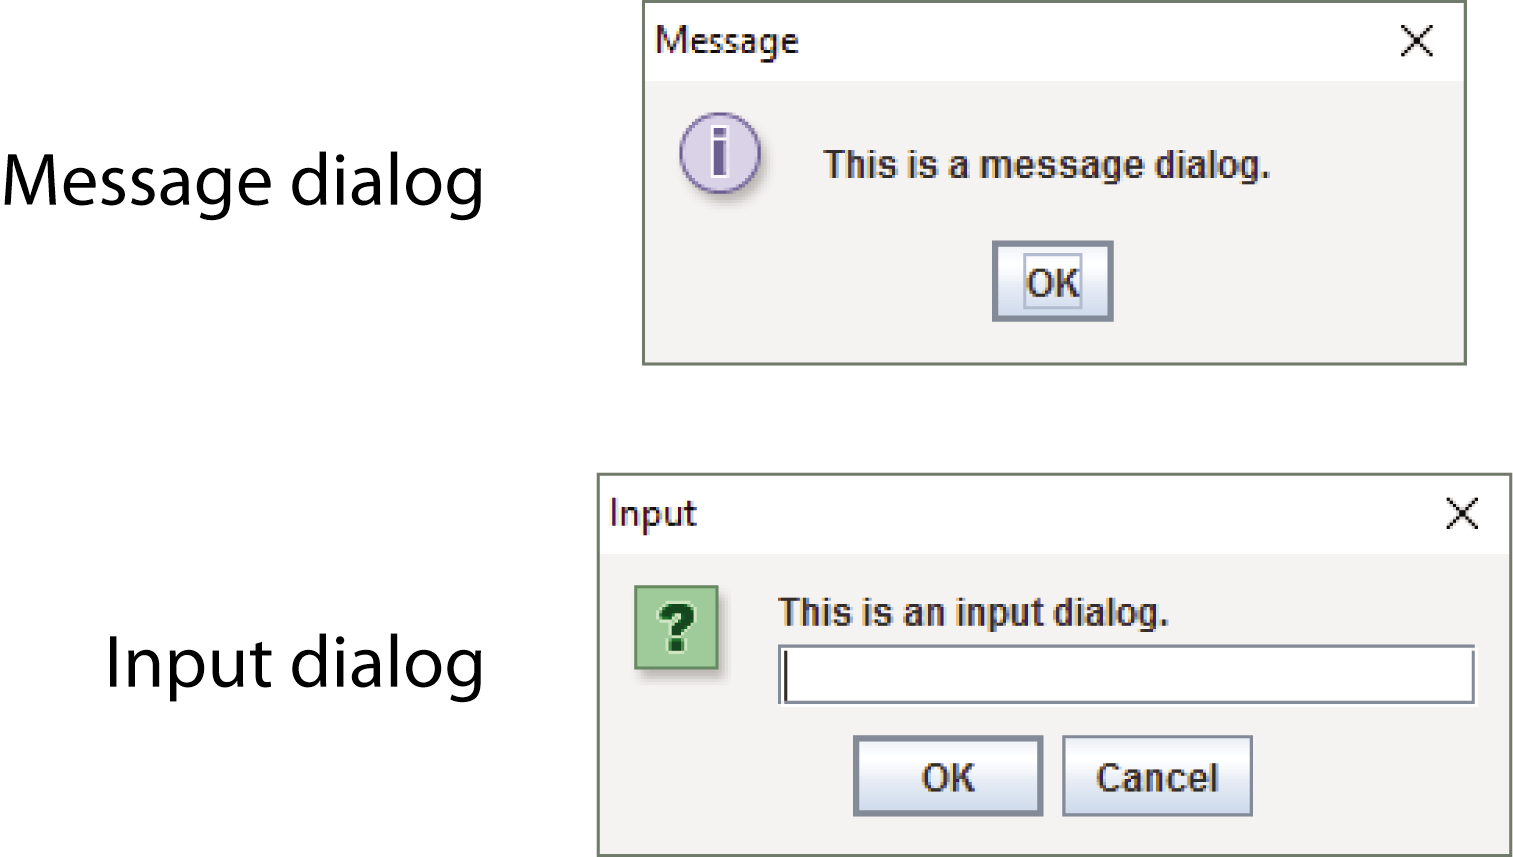 Message
Message dialog
i
This is a message dialog.
OK
Input
?
This is an input dialog.
Input dialog
OK Cancel